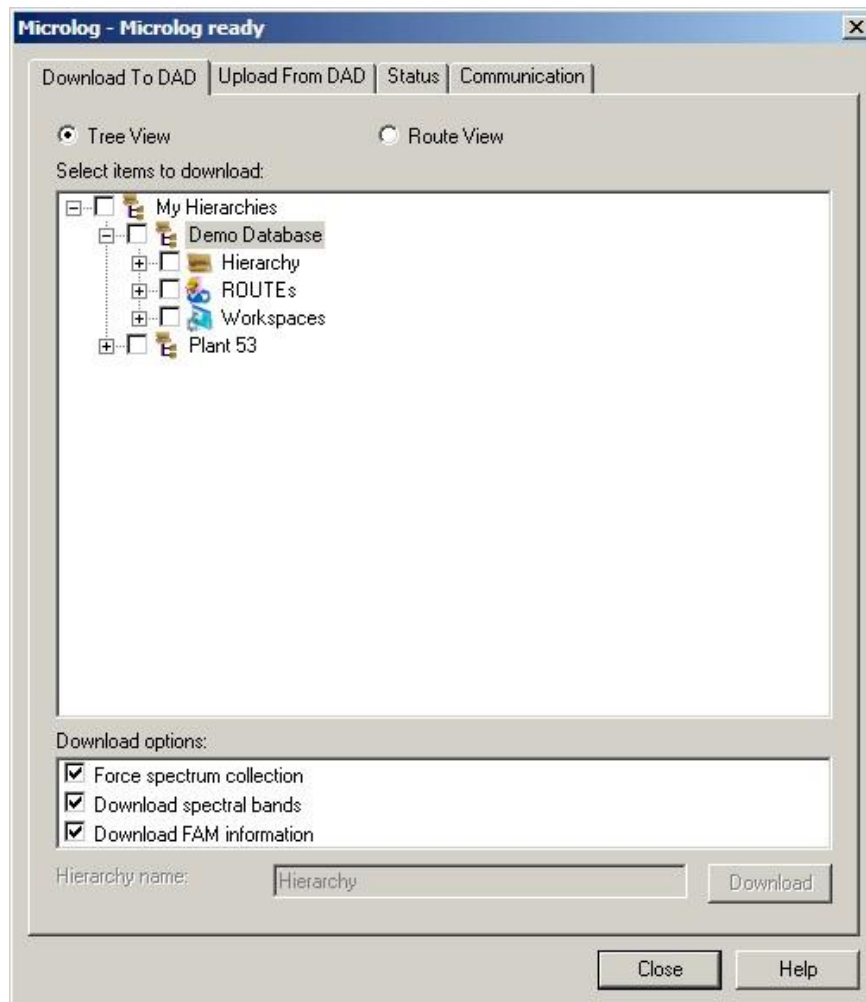 Microlog - Microlog ready
Download To DAD Upload From DAD Status Communication
Tree View Route View
Select items to download:
My Hierarchies
Demo Database
Hierarchy
ROUTEs
Workspaces
Plant 53
Download options:
Force spectrum collection
Download spectral bands
Download FAM information
Hierarchy name: Hierarchy Download
Close Help